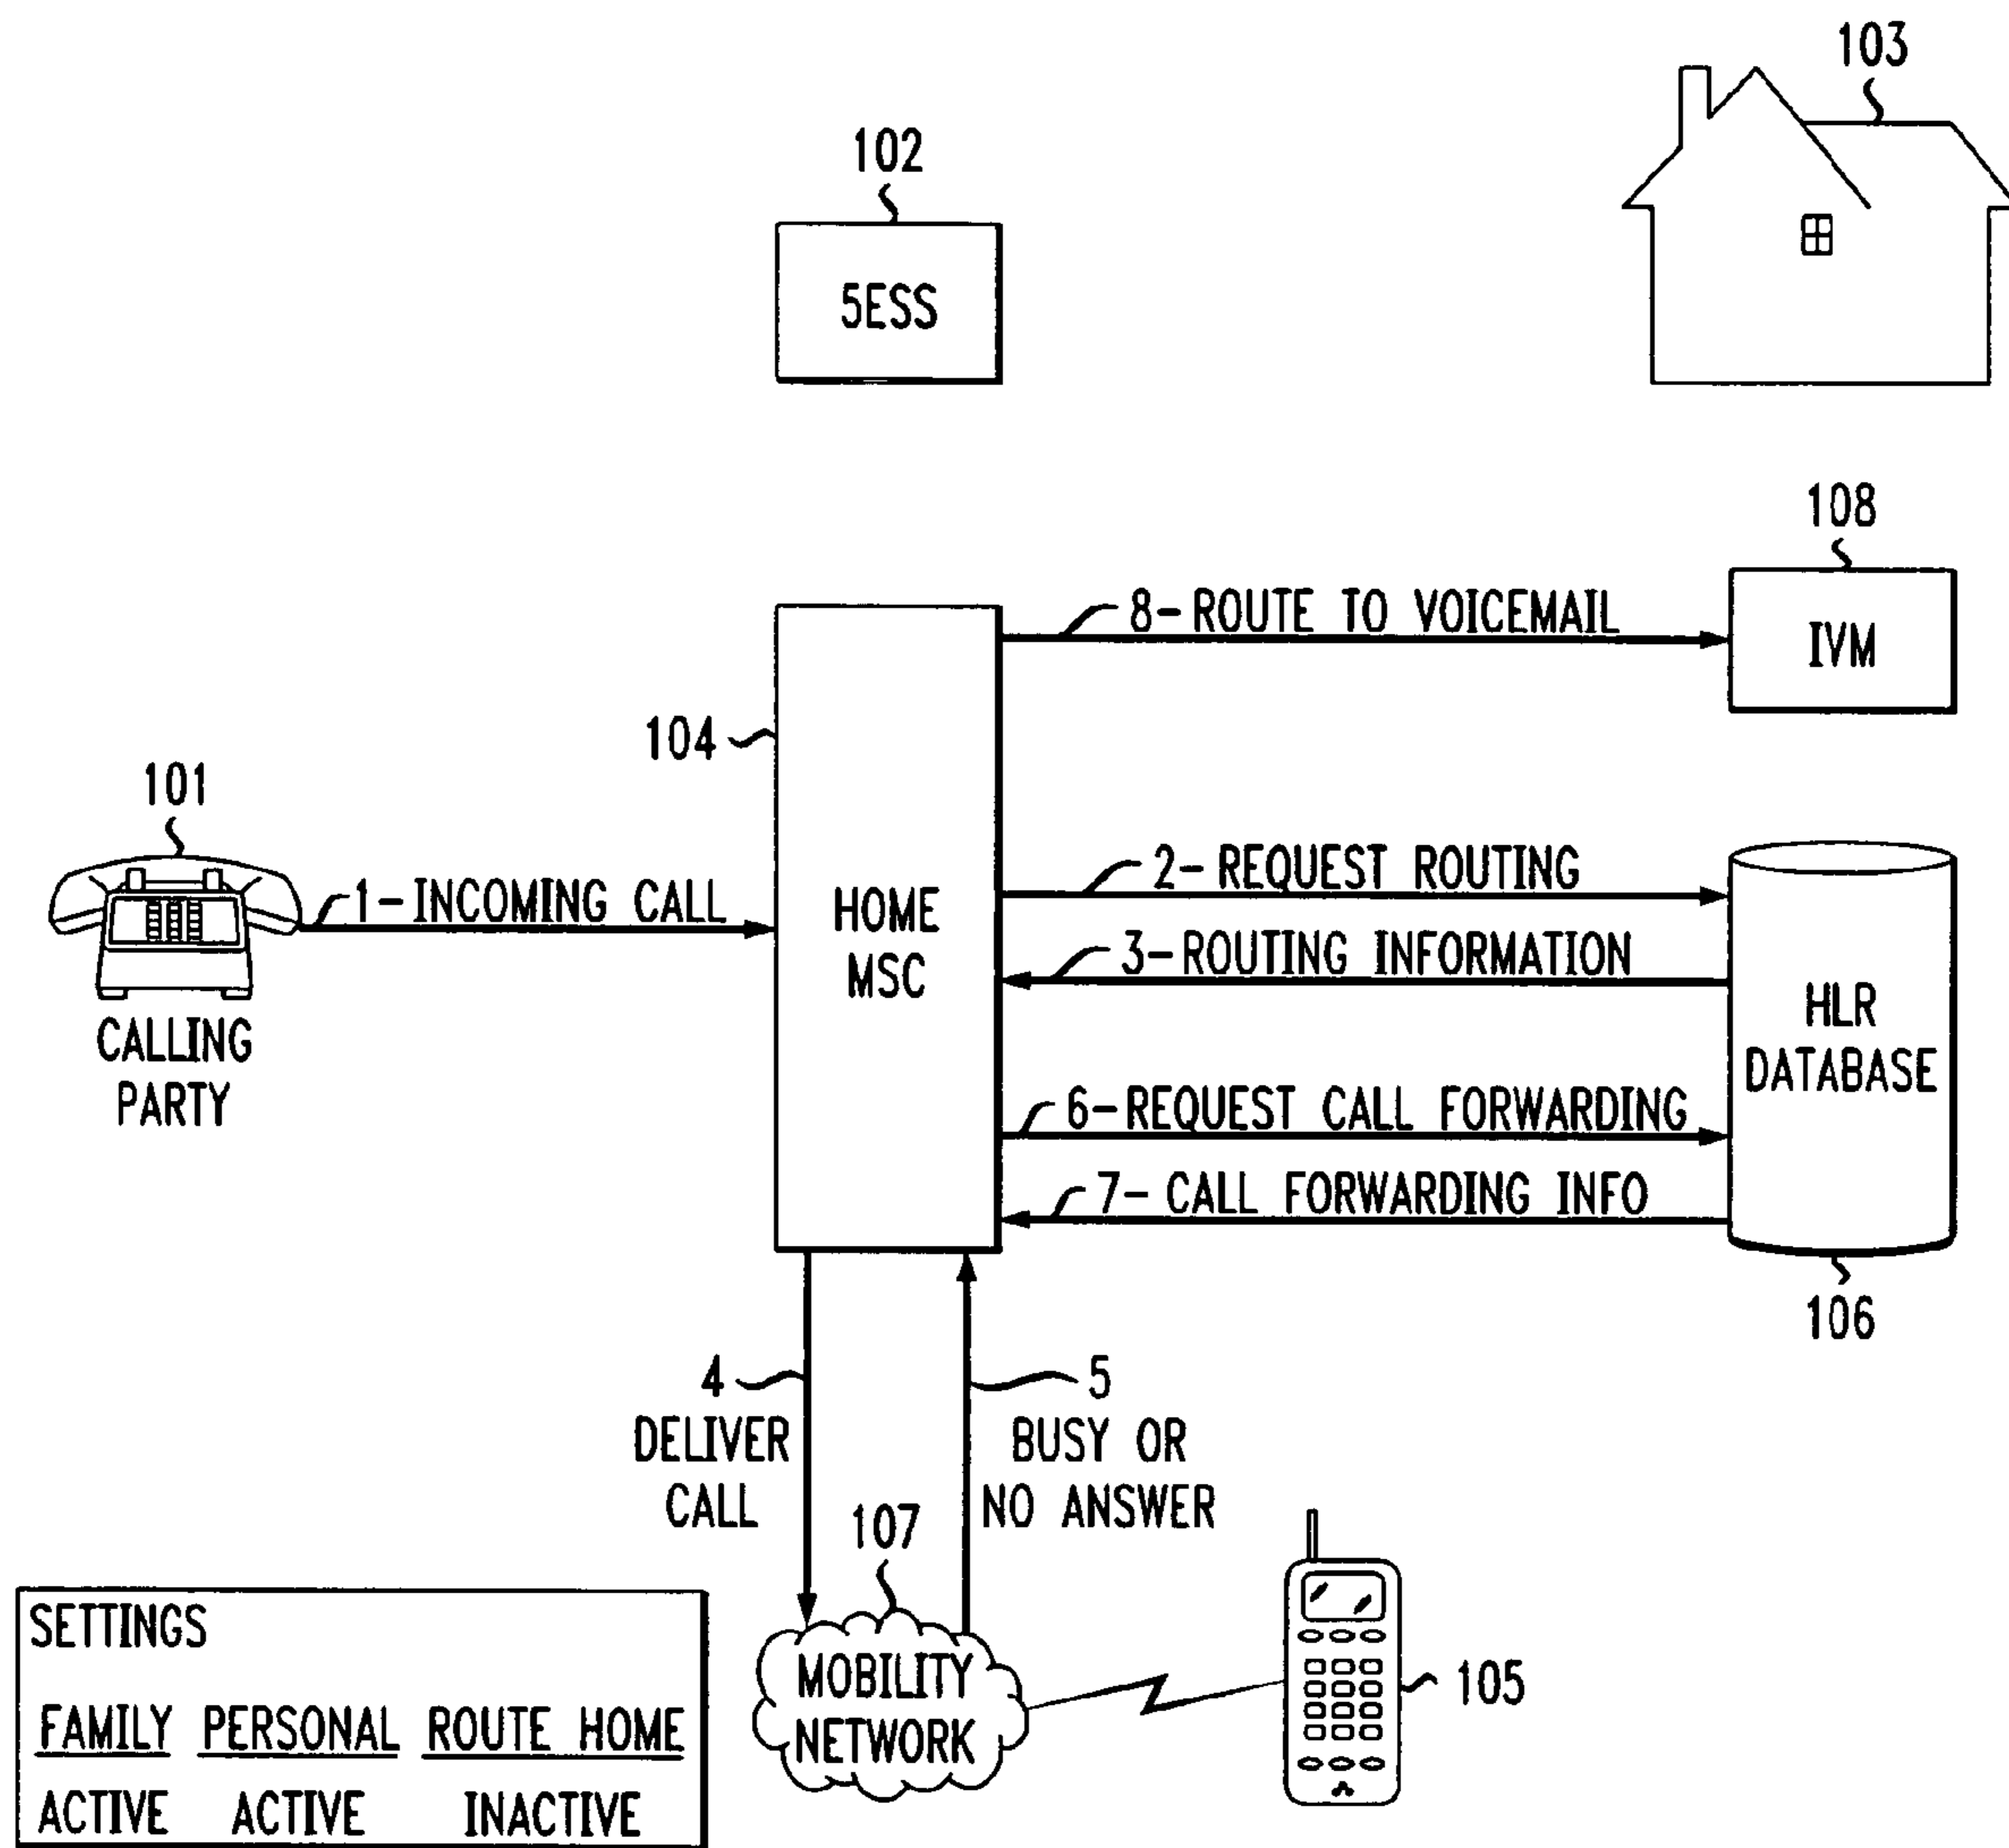 103
102
5ESS
108
8-ROUTE TO VOICEMAIL
IVM
104
101
1-INCOMING CALL
HOME
MSC
2-REQUEST ROUTING
3-ROUTING INFORMATION
HLR
DATABASE
CALLING
PARTY
6-REQUEST CALL FORWARDING
7- CALL FORWARDING INFO
106
4
DELIVER
CALL
5
BUSY OR
NO ANSWER
107
MOBILITY
NETWORK
105
SETTINGS
FAMILY PERSONAL ROUTE HOME
ACTIVE ACTIVE INACTIVE